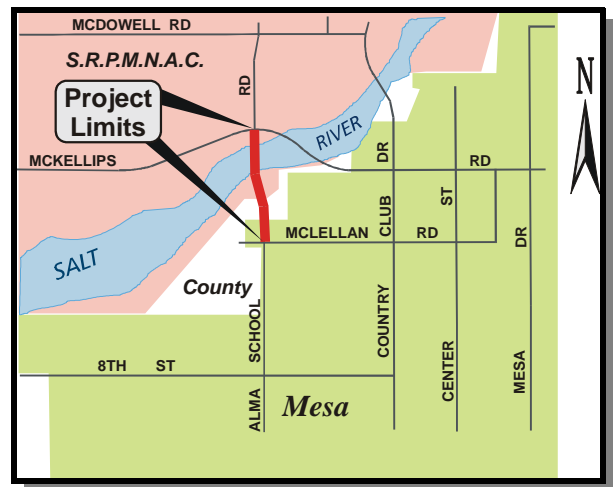 MCDOWELL RD
S.R.P.M.N.A.C.
Project
Limits
RD
N
RIVER
MCKELLIPS
RD
DR
ST
CLUB
MCLELLAN RD
DR
SALT
County
SCHOOL
COUNTRY
8TH ST
CENTER
MESA
ALMA
Mesa